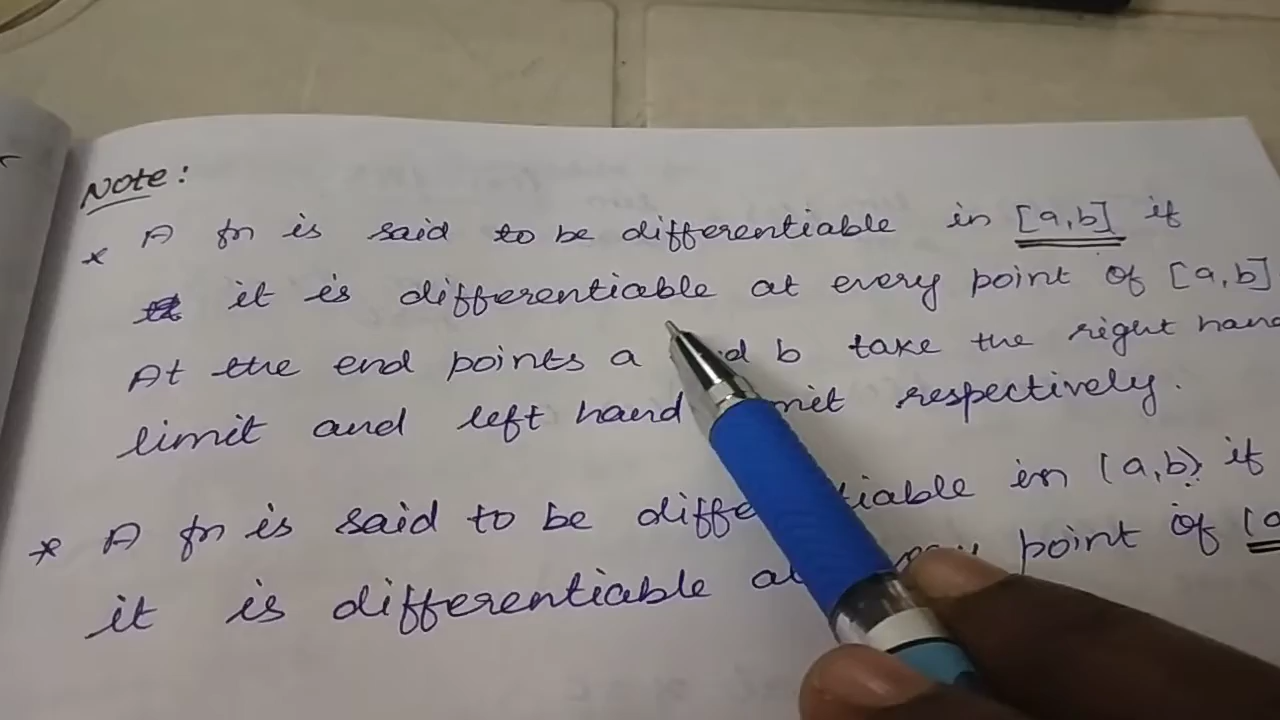 Note:
* A fn is said to be differentiable in [a,b] if
it is differentiable at every point of [a,b]
At the end points a b take the right hand
limit and left hand respectively.
* A fn is said to be in (a,b) if
it is differentiable point of